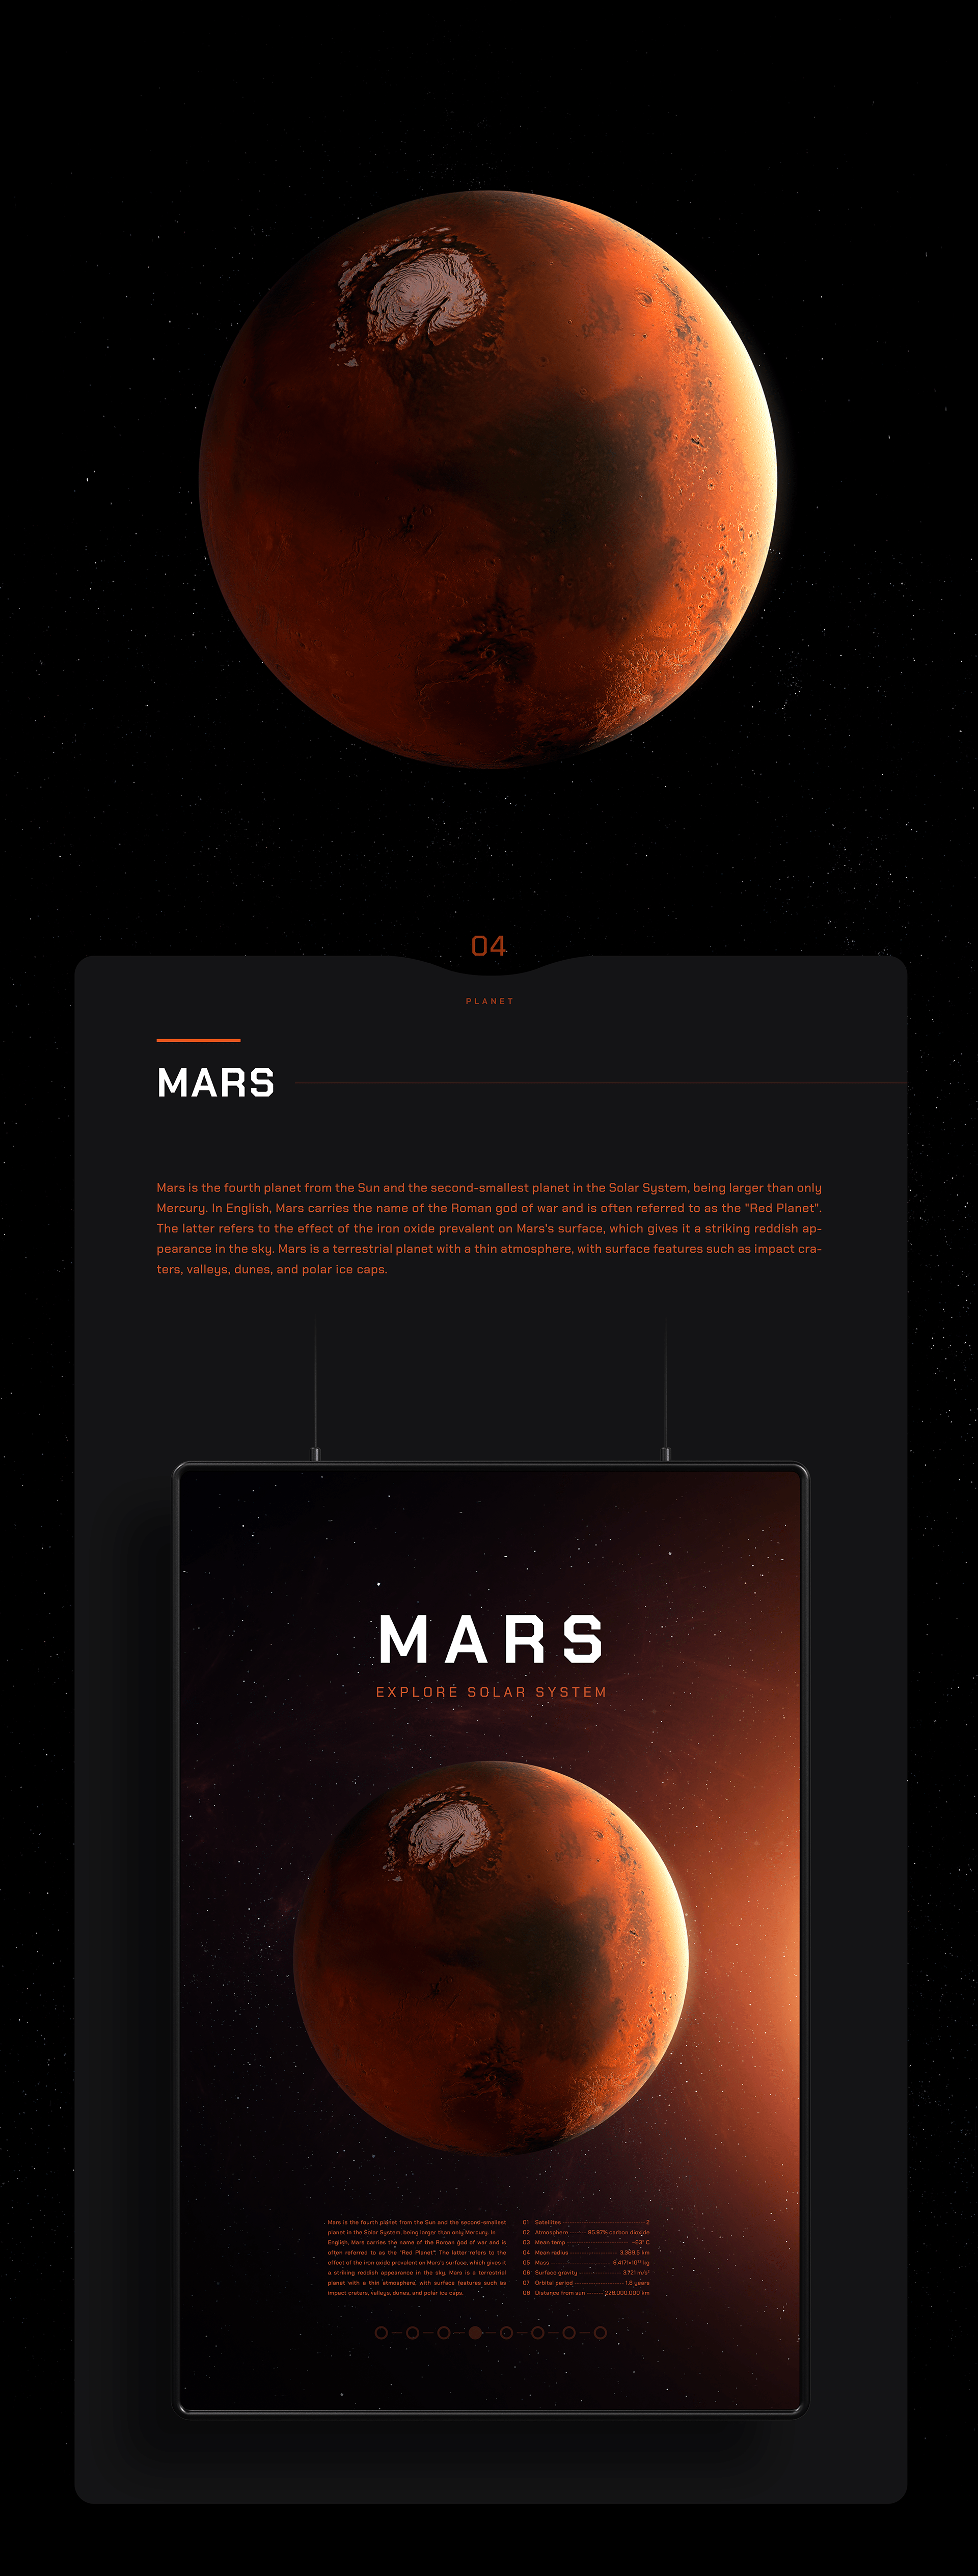 04
PLANET
MARS
Mars is the fourth planet from the Sun and the second-smallest planet in the Solar System, being larger than only
Mercury. In English, Mars carries the name of the Roman god of war and is often referred to as the "Red Planet".
The latter refers to the effect of the iron oxide prevalent on Mars's surface, which gives it a striking reddish ap-
pearance in the sky. Mars is a terrestrial planet with a thin atmosphere, with surface features such as impact cra-
ters, valleys, dunes, and polar ice caps.
MARS
EXPLORE SOLAR SYSTEM
Mars is the fourth planet from the Sun and the second-smallest
planet in the Solar System, being larger than only Mercury. In
English, Mars carries the name of the Roman god of war and is
often referred to as the "Red Planet". The latter refers to the
effect of the iron oxide prevalent on Mars's surface, which gives it
a striking reddish appearance in the sky. Mars is a terrestrial
planet with a thin atmosphere, with surface features such as
impact craters, valleys, dunes, and polar ice caps.
01 Satellites 2
02 Atmosphere 95.97% carbon dioxide
03 Mean temp -63° C
04 Mean radius 3,389.5 km
05 Mass 6.4171×10²³ kg
06 Surface gravity 3.721 m/s²
07 Orbital period 1.8 years
08 Distance from sun 228.000.000 km